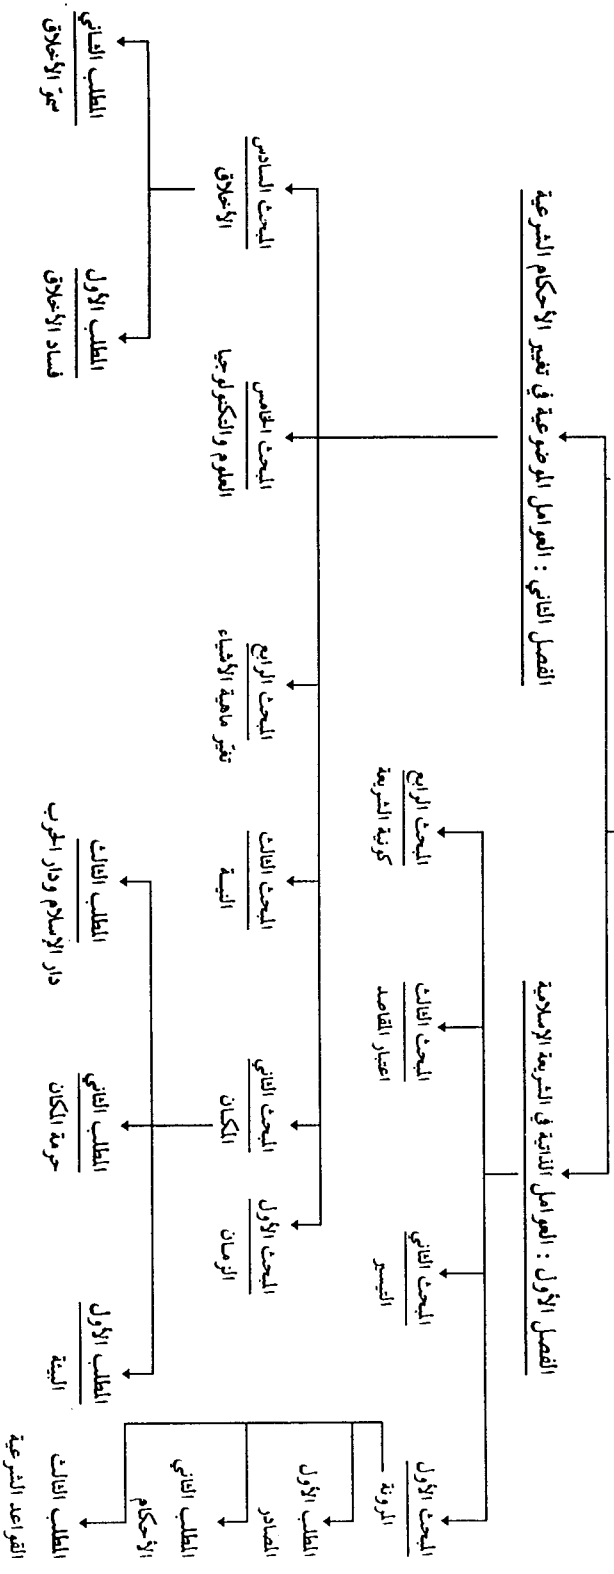 الفصل الأول : العوامل الذاتية في الشريعة الإسلامية
المبحث الأول
المرونة
المطلب الأول
المصادر
المطلب الثاني
الأحكام
المطلب الثالث
القواعد الشرعية
المبحث الثاني
التيسير
المبحث الثالث
اعتبار المقاصد
المبحث الرابع
كونية الشريعة
الفصل الثاني : العوامل الموضوعية في تغيير الأحكام الشرعية
المبحث الأول
الزمان
المبحث الثاني
المكان
المطلب الأول
البيئة
المطلب الثاني
حرمة المكان
المطلب الثالث
دار الإسلام ودار الحرب
المبحث الثالث
النية
المبحث الرابع
تغيّر ماهية الأشياء
المبحث الخامس
العلوم والتكنولوجيا
المبحث السادس
الأخلاق
المطلب الأول
فساد الأخلاق
المطلب الثاني
سموّ الأخلاق